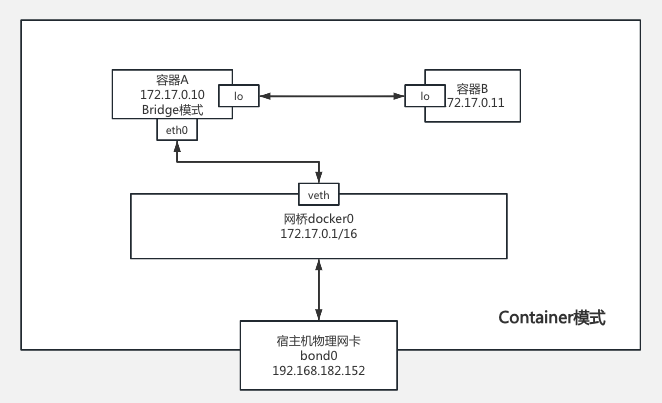 容器A
172.17.0.10
Bridge模式
lo
eth0
lo
容器B
72.17.0.11
veth
网桥docker0
172.17.0.1/16
Container模式
宿主机物理网卡
bond0
192.168.182.152